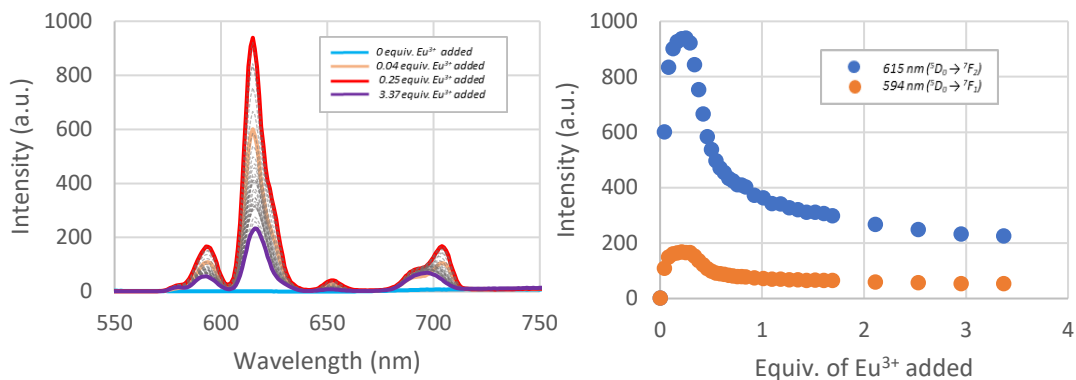 Intensity (a.u.)
1000
800
600
400
200
0
550
600
650
700
750
Wavelength (nm)
0 equiv. Eu³⁺ added
0.04 equiv. Eu³⁺ added
0.25 equiv. Eu³⁺ added
3.37 equiv. Eu³⁺ added
Intensity (a.u.)
1000
800
600
400
200
0
0
1
2
3
4
Equiv. of Eu³⁺ added
615 nm (⁵D₀ → ⁷F₂)
594 nm (⁵D₀ → ⁷F₁)